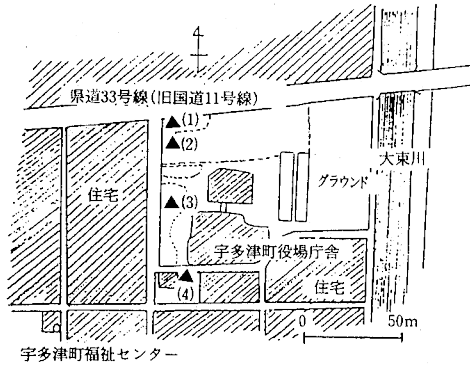 4
県道33号線(旧国道11号線)
▲(1)
▲(2)
大束川
グラウンド
住宅
▲(3)
宇多津町役場庁舎
▲
(4)
住宅
0 50m
宇多津町福祉センター